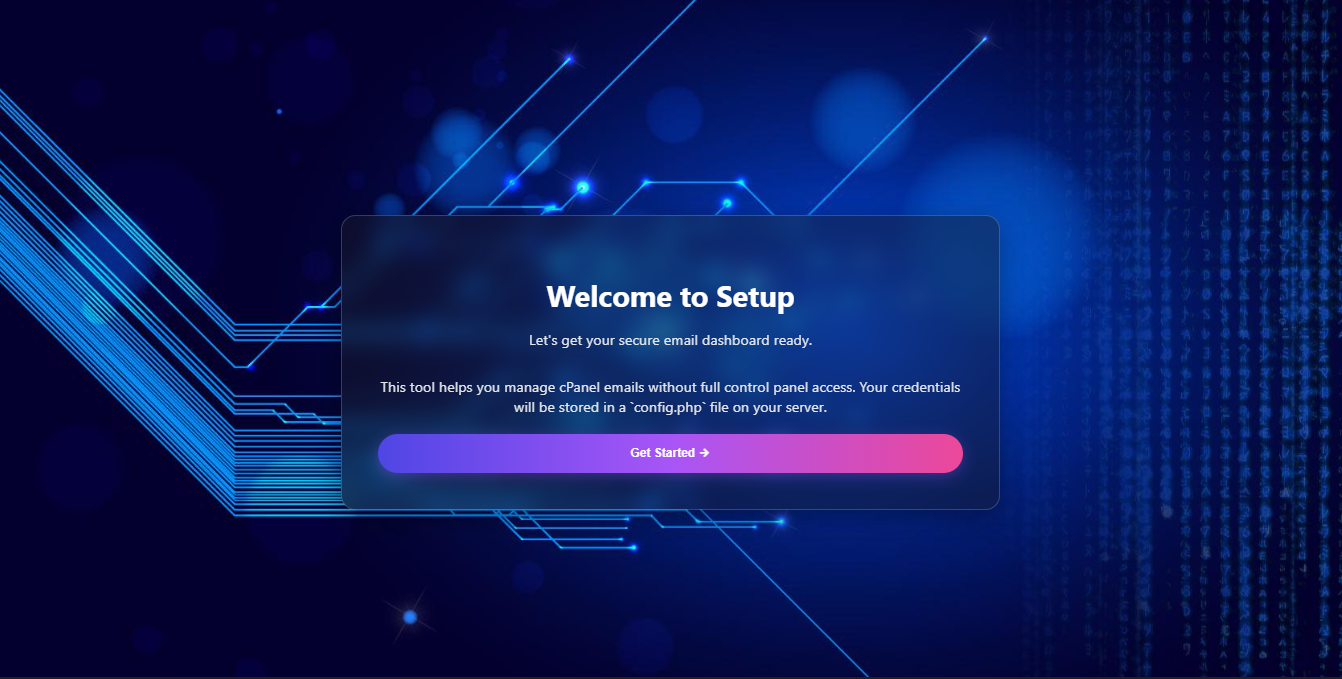 Welcome to Setup
Let's get your secure email dashboard ready.
This tool helps you manage cPanel emails without full control panel access. Your credentials
will be stored in a `config.php` file on your server.
Get Started →